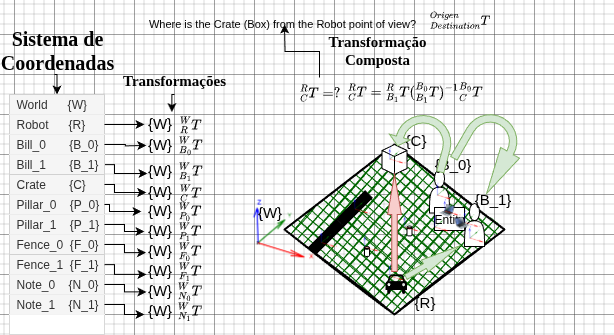 Where is the Crate (Box) from the Robot point of view?
Origen
Destination T
Sistema de
Coordenadas
Transformação
Composta
Transformações
R C T =? R C T = R B_1 T (B_0 B_1 T)^{-1} B_0 C T
World {W}
Robot {R} {W} W R T
Bill_0 {B_0} {W} W B_0 T
Bill_1 {B_1} {W} W B_1 T
Crate {C} {W} W C T
Pillar_0 {P_0} {W} W P_0 T
Pillar_1 {P_1} {W} W P_1 T
Fence_0 {F_0} {W} W F_0 T
Fence_1 {F_1} {W} W F_1 T
Note_0 {N_0} {W} W N_0 T
Note_1 {N_1} {W} W N_1 T
{C}
{B_0}
{B_1}
{W}
z
x
{R}